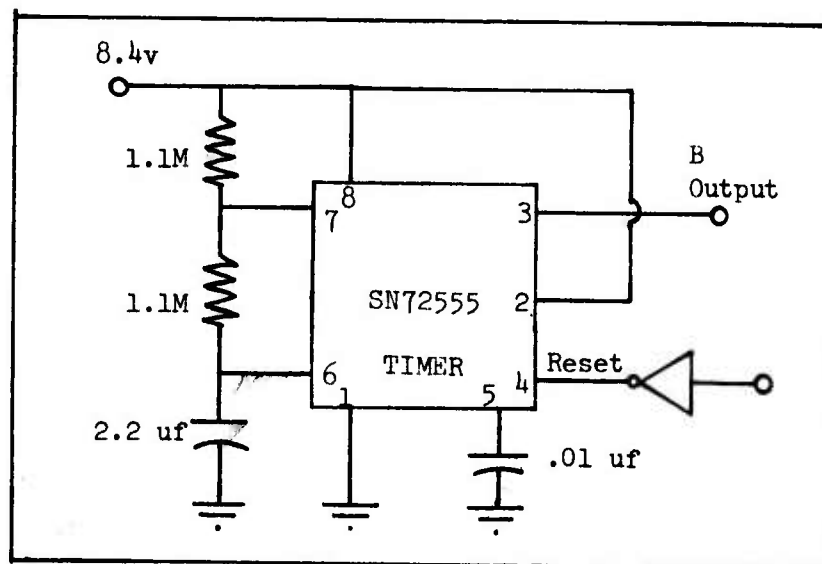 8.4v
1.1M
B
Output
8
7
3
1.1M
SN72555
2
TIMER
Reset
6
4
1
5
2.2 uf
.01 uf